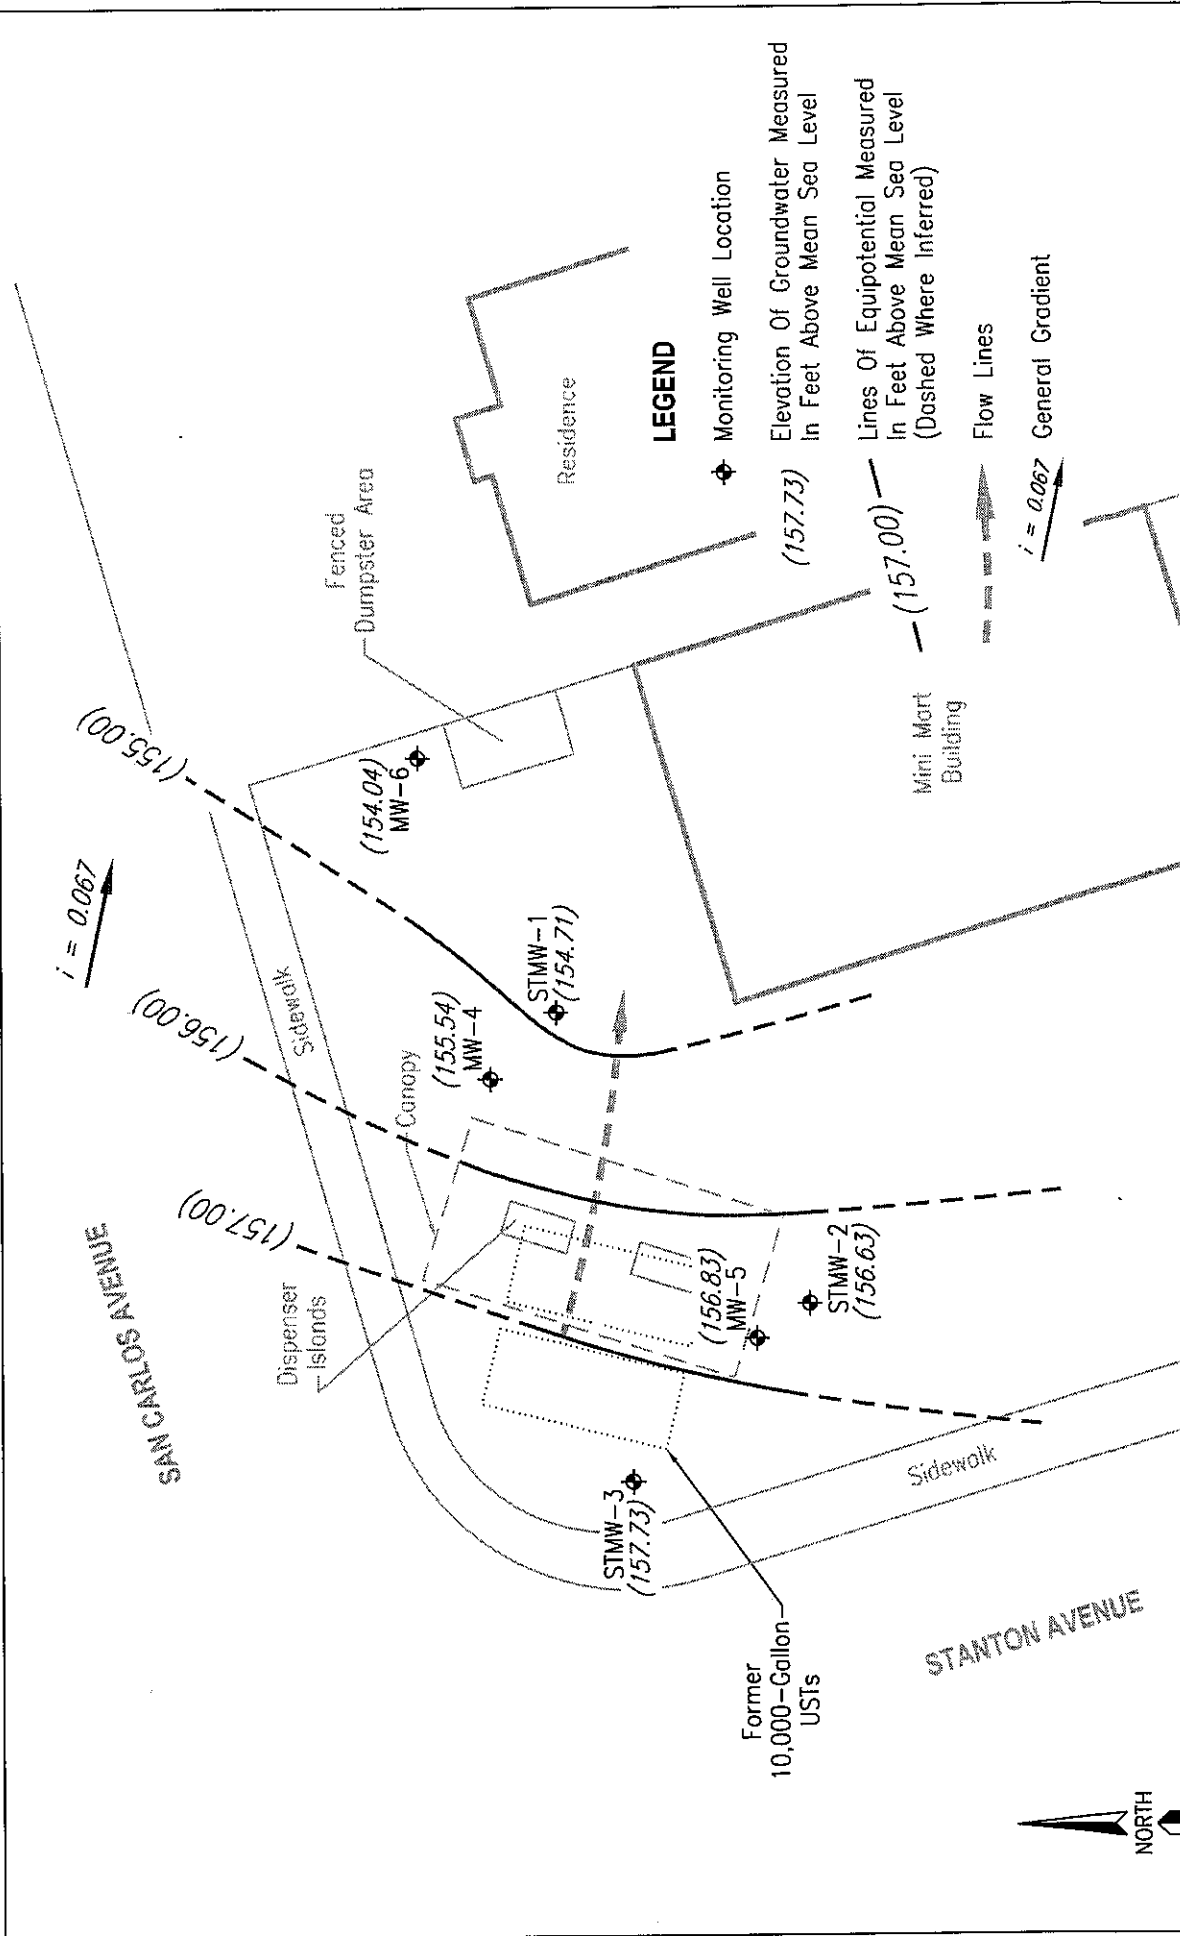 SAN CARLOS AVENUE
i = 0.067
(157.00)
(156.00)
(155.00)
Sidewalk
Dispenser
Islands
Canopy
Fenced
Dumpster Area
(154.04)
MW-6
(155.54)
MW-4
STMW-1
(154.71)
Residence
STMW-3
(157.73)
(156.83)
MW-5
STMW-2
(156.63)
Former
10,000-Gallon
USTs
Sidewalk
STANTON AVENUE
Mini Mart
Building
LEGEND
Monitoring Well Location
(157.73) Elevation Of Groundwater Measured
In Feet Above Mean Sea Level
(157.00) Lines Of Equipotential Measured
In Feet Above Mean Sea Level
(Dashed Where Inferred)
Flow Lines
i = 0.067 General Gradient
NORTH